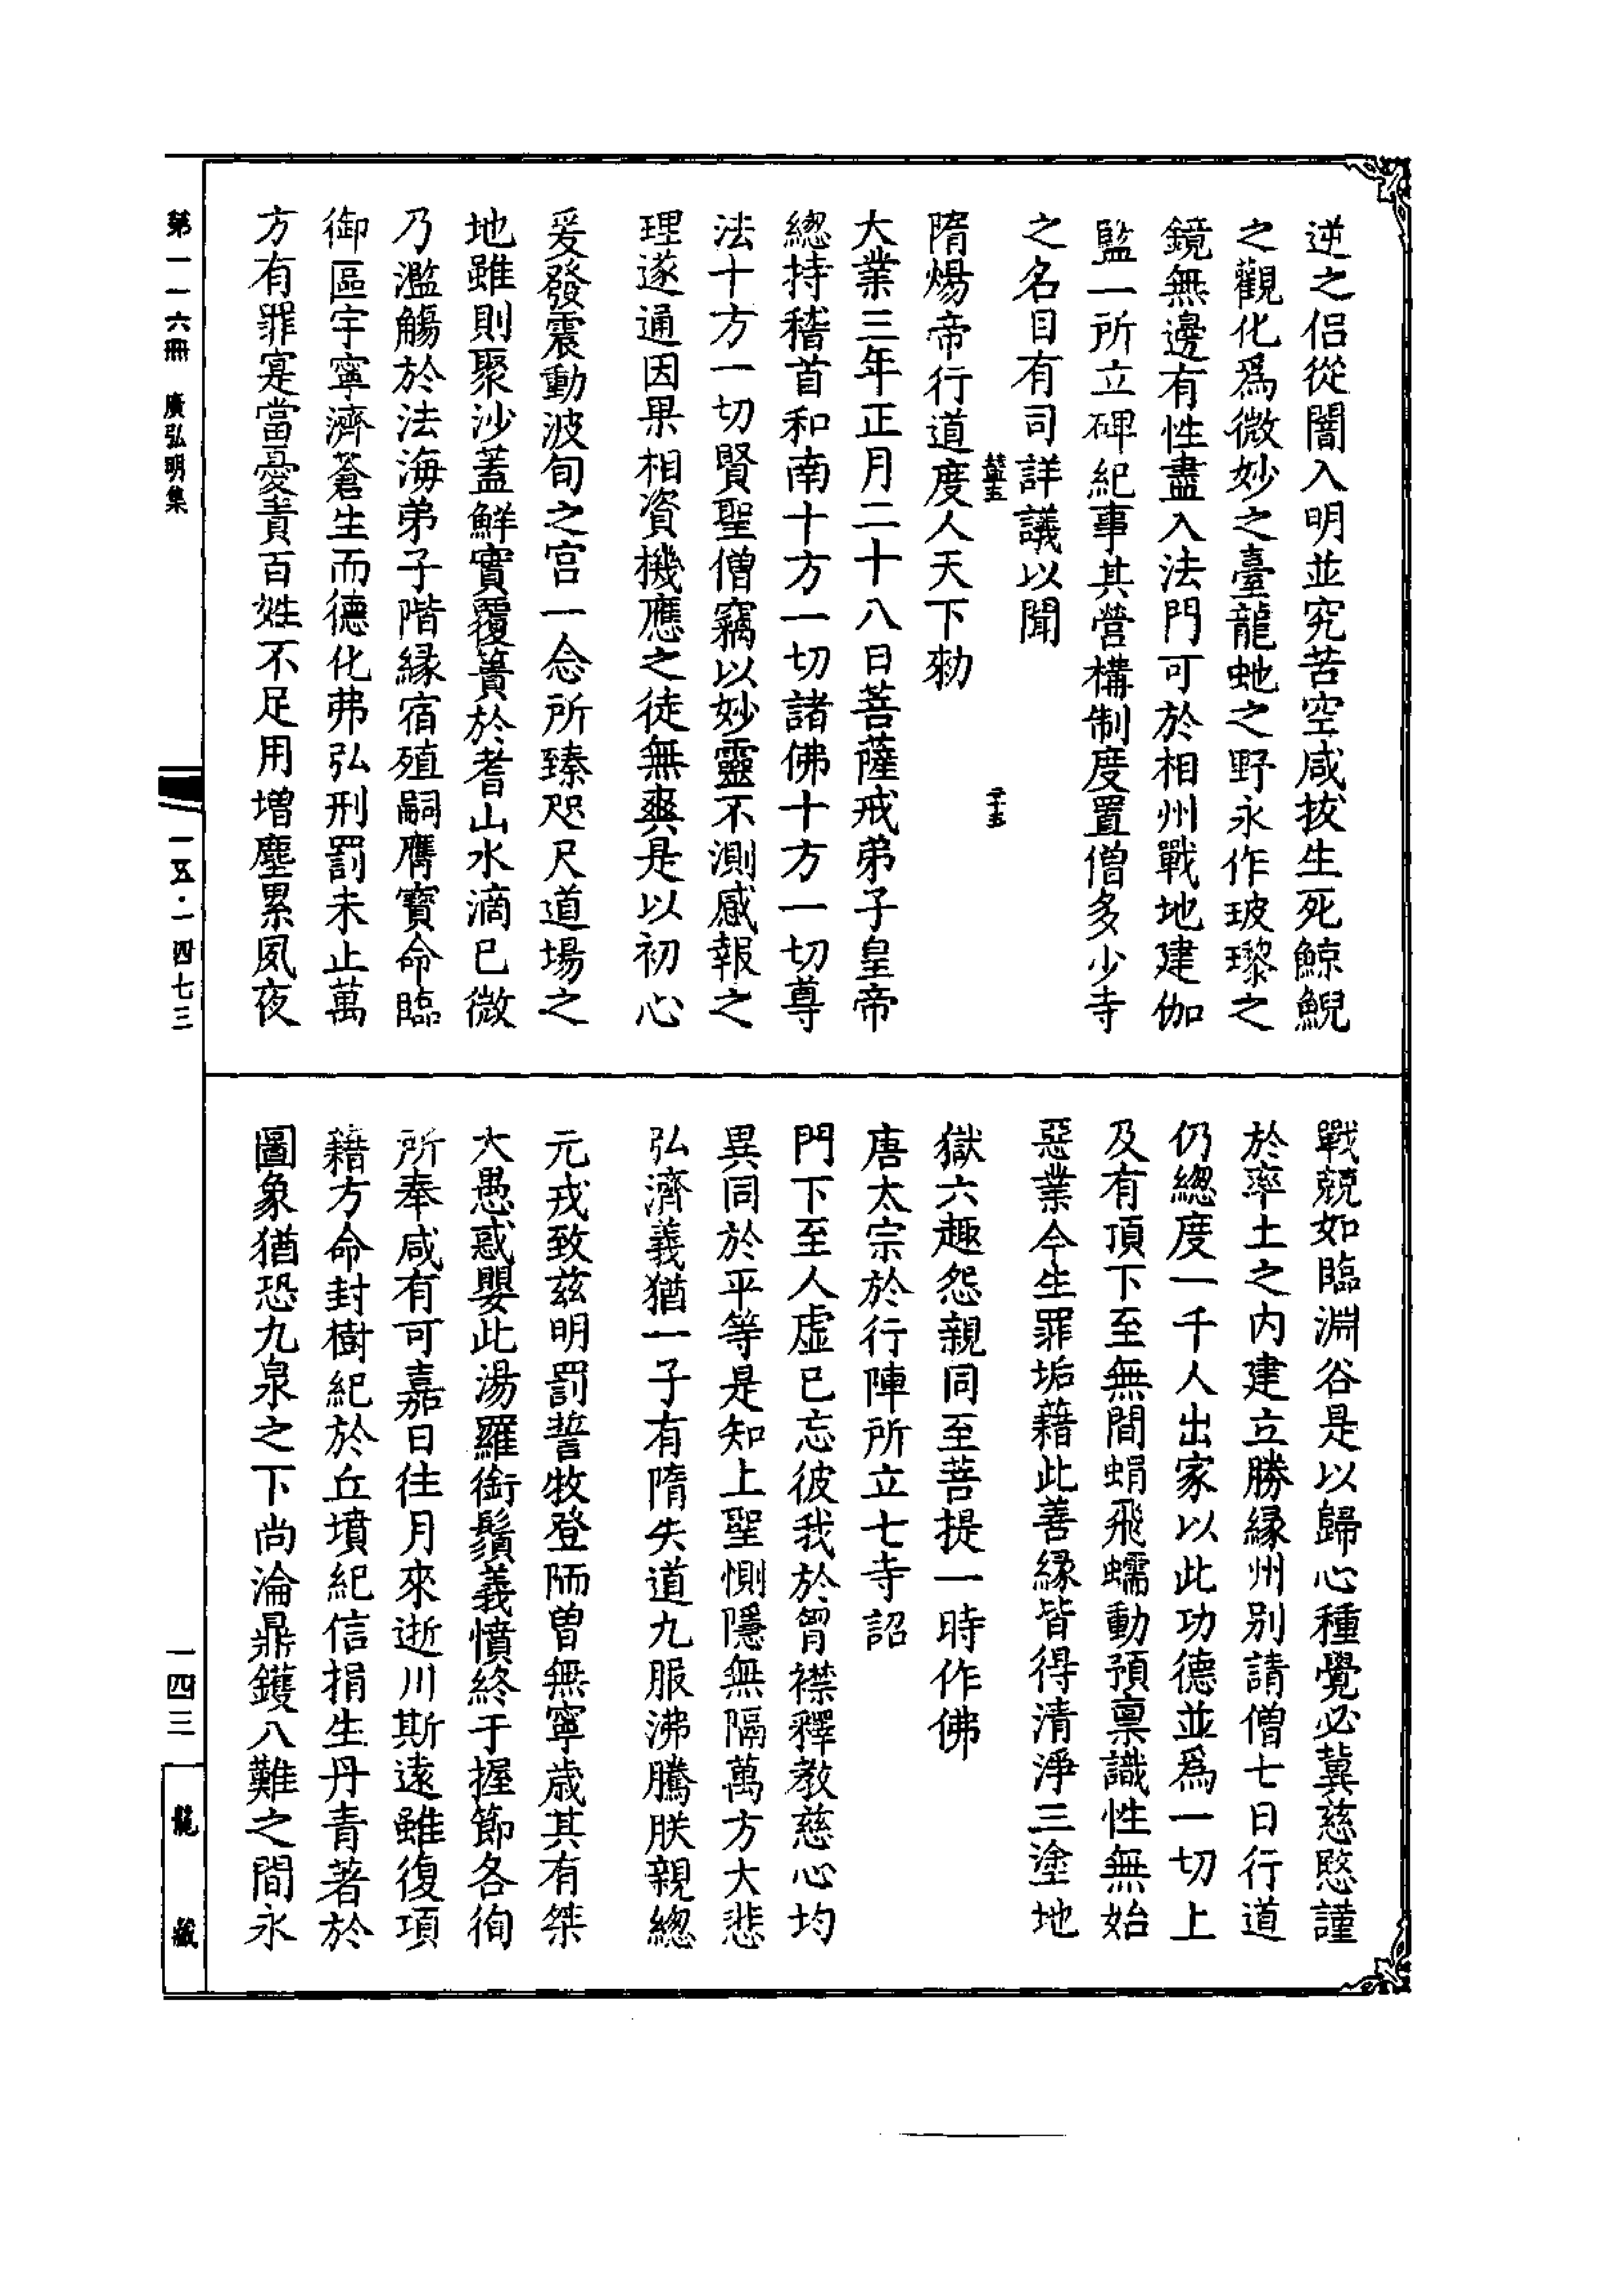 逆之侶從闇入明並究苦空咸拔生死鯨鯢
之觀化爲微妙之臺龍虵之野永作玻瓈之
鏡無邊有性盡入法門可於相州戰地建伽
監一所立碑紀事其營構制度置僧多少寺
之名目有司詳議以聞
隋煬帝行道度人天下勑
大業三年正月二十八日菩薩戒弟子皇帝
緫持稽首和南十方一切諸佛十方一切尊
法十方一切賢聖僧竊以妙靈不測感報之
理遂通因果相資機應之徒無爽是以初心
爰發震動波旬之宫一念所臻咫尺道場之
地雖則聚沙蓋鮮實覆簣於耆山水滴已微
乃濫觴於法海弟子階緣宿殖嗣膺寶命臨
御區宇寧濟蒼生而德化弗弘刑罰未止萬
方有罪寔當憂責百姓不足用增塵累夙夜
戰兢如臨淵谷是以歸心種覺必冀慈愍謹
於率土之内建立勝緣州别請僧七日行道
仍緫度一千人出家以此功德並爲一切上
及有頂下至無間蜎飛蠕動預禀識性無始
惡業今生罪垢藉此善緣皆得清淨三塗地
獄六趣怨親同至菩提一時作佛
唐太宗於行陣所立七寺詔
門下至人虚已忘彼我於胷襟釋教慈心均
異同於平等是知上聖惻隱無隔萬方大悲
弘濟義猶一子有隋失道九服沸騰朕親緫
元戎致兹明罰誓牧登陑曾無寧歲其有桀
犬愚惑嬰此湯羅銜鬚義憤終于握節各徇
所奉咸有可嘉日往月來逝川斯遠雖復項
籍方命封樹紀於丘墳紀信捐生丹青著於
圖象猶恐九泉之下尚淪鼎鑊八難之間永
第一一六冊 廣弘明集
一五·一四七三
一四三
龍藏